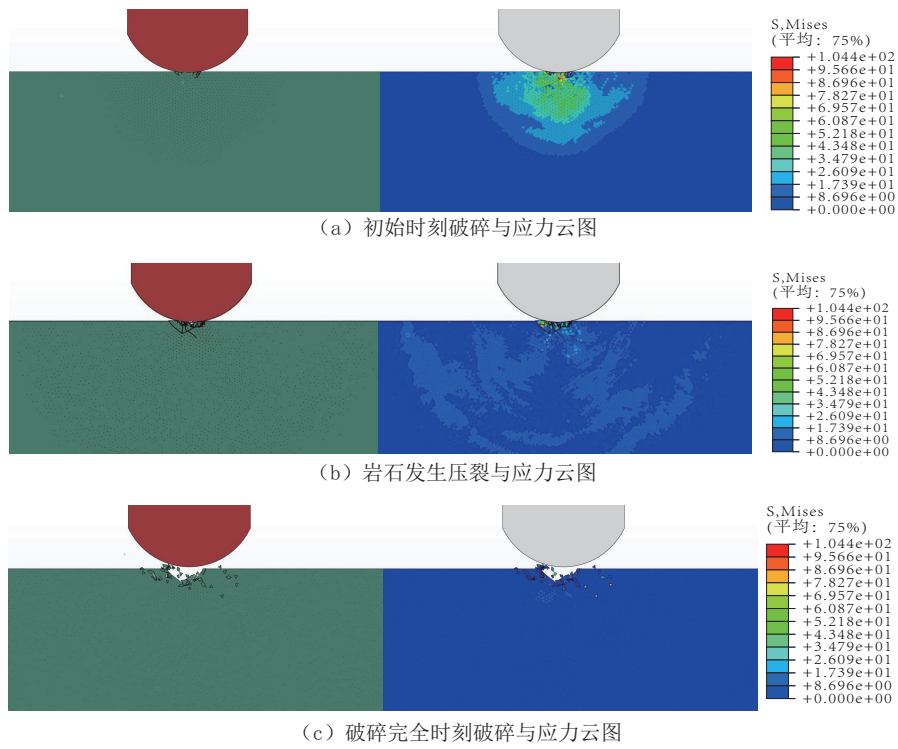 S,Mises
(平均: 75%)
+1.044e+02
+9.566e+01
+8.696e+01
+7.827e+01
+6.957e+01
+6.087e+01
+5.218e+01
+4.348e+01
+3.479e+01
+2.609e+01
+1.739e+01
+8.696e+00
+0.000e+00
(a) 初始时刻破碎与应力云图
S,Mises
(平均: 75%)
+1.044e+02
+9.566e+01
+8.696e+01
+7.827e+01
+6.957e+01
+6.087e+01
+5.218e+01
+4.348e+01
+3.479e+01
+2.609e+01
+1.739e+01
+8.696e+00
+0.000e+00
(b) 岩石发生压裂与应力云图
S,Mises
(平均: 75%)
+1.044e+02
+9.566e+01
+8.696e+01
+7.827e+01
+6.957e+01
+6.087e+01
+5.218e+01
+4.348e+01
+3.479e+01
+2.609e+01
+1.739e+01
+8.696e+00
+0.000e+00
(c) 破碎完全时刻破碎与应力云图